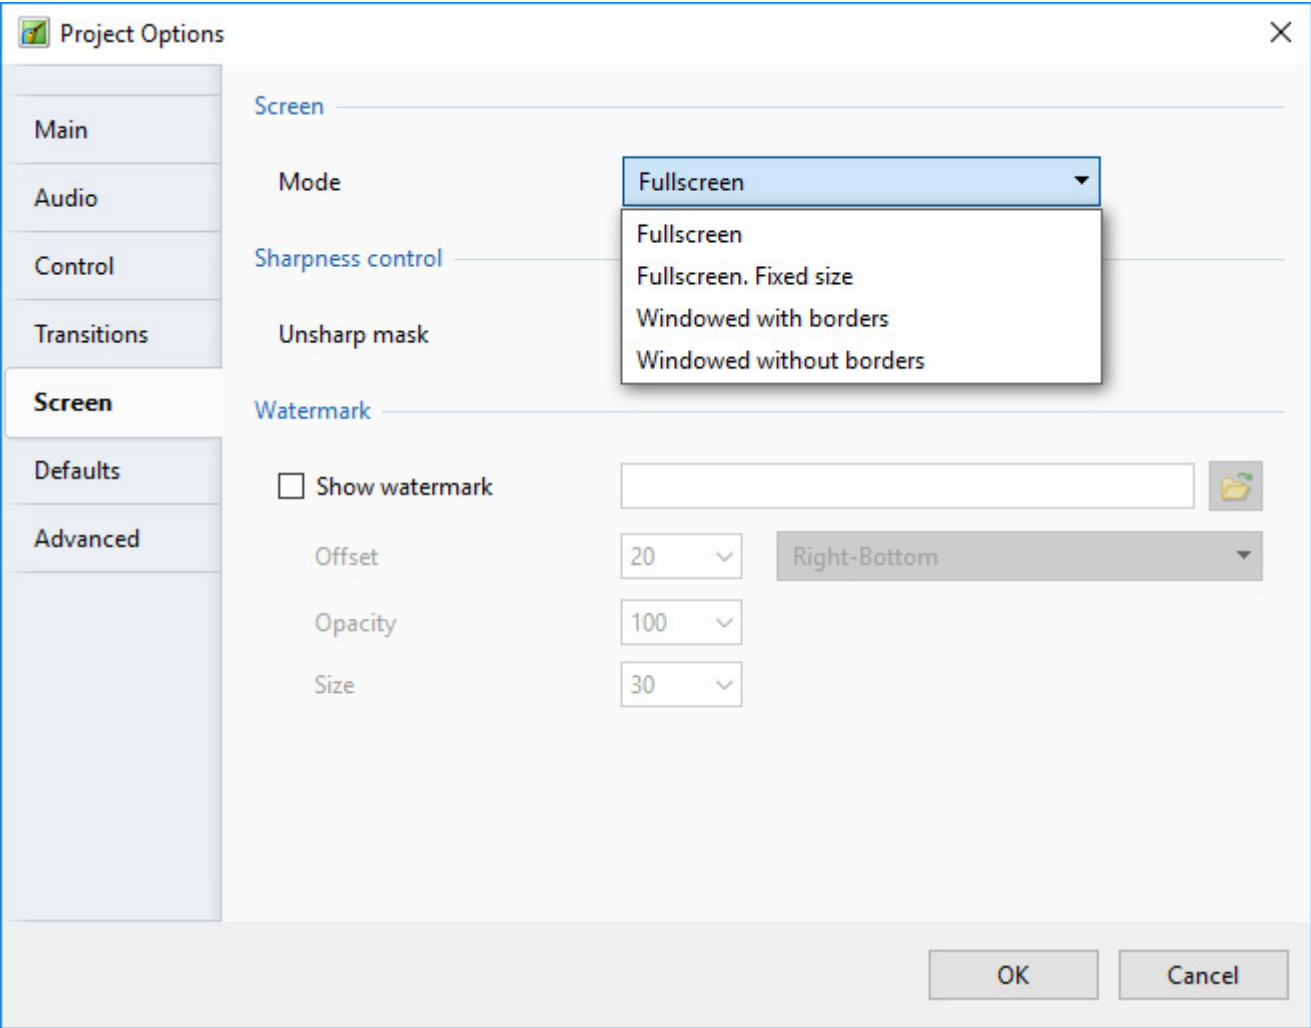 Project Options
Main
Audio
Control
Transitions
Screen
Defaults
Advanced
Screen
Mode
Fullscreen
Fullscreen
Fullscreen. Fixed size
Windowed with borders
Windowed without borders
Sharpness control
Unsharp mask
Watermark
Show watermark
Offset
20
Right-Bottom
Opacity
100
Size
30
OK
Cancel